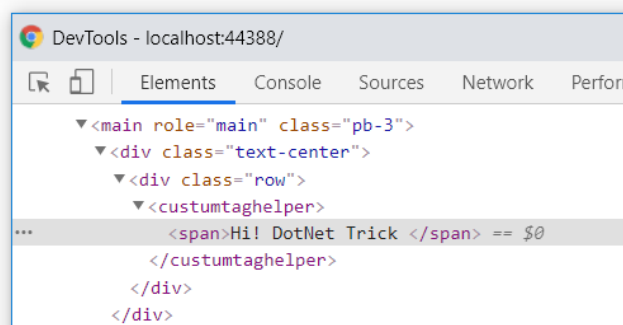 DevTools - localhost:44388/
Elements Console Sources Network Perfor
▼<main role="main" class="pb-3">
▼<div class="text-center">
▼<div class="row">
▼<custumtaghelper>
... <span>Hi! DotNet Trick </span> == $0
</custumtaghelper>
</div>
</div>